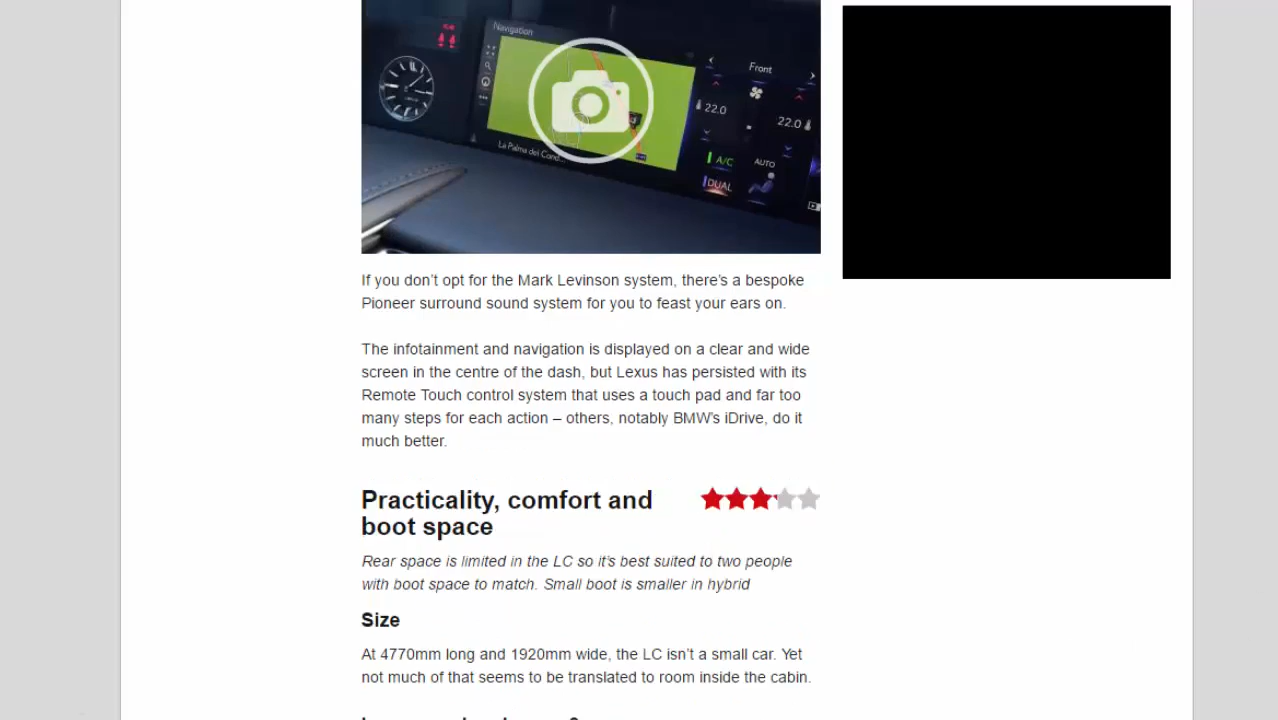 Navigation
Front
22.0
22.0
A/C
AUTO
DUAL
La Palma del Cond...
If you don’t opt for the Mark Levinson system, there’s a bespoke
Pioneer surround sound system for you to feast your ears on.
The infotainment and navigation is displayed on a clear and wide
screen in the centre of the dash, but Lexus has persisted with its
Remote Touch control system that uses a touch pad and far too
many steps for each action – others, notably BMW’s iDrive, do it
much better.
Practicality, comfort and
boot space
Rear space is limited in the LC so it’s best suited to two people
with boot space to match. Small boot is smaller in hybrid
Size
At 4770mm long and 1920mm wide, the LC isn’t a small car. Yet
not much of that seems to be translated to room inside the cabin.